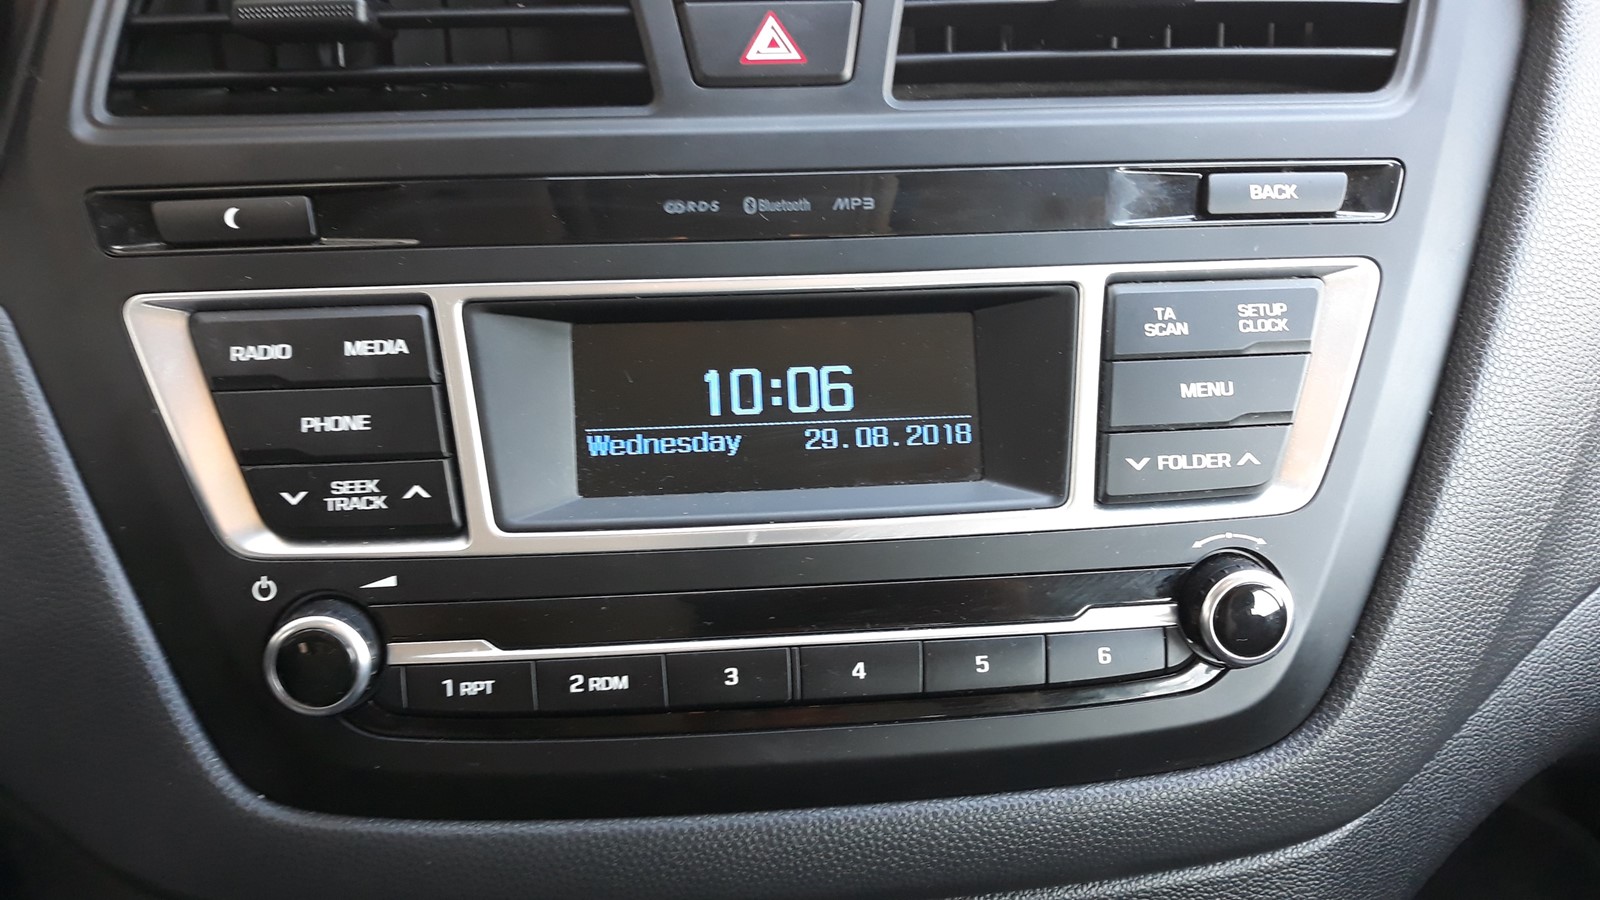 RDS Bluetooth MP3
BACK
RADIO MEDIA
PHONE
SEEK
TRACK
10:06
Wednesday 29.08.2018
TA
SCAN
SETUP
CLOCK
MENU
FOLDER
1 RPT
2 RDM
3
4
5
6